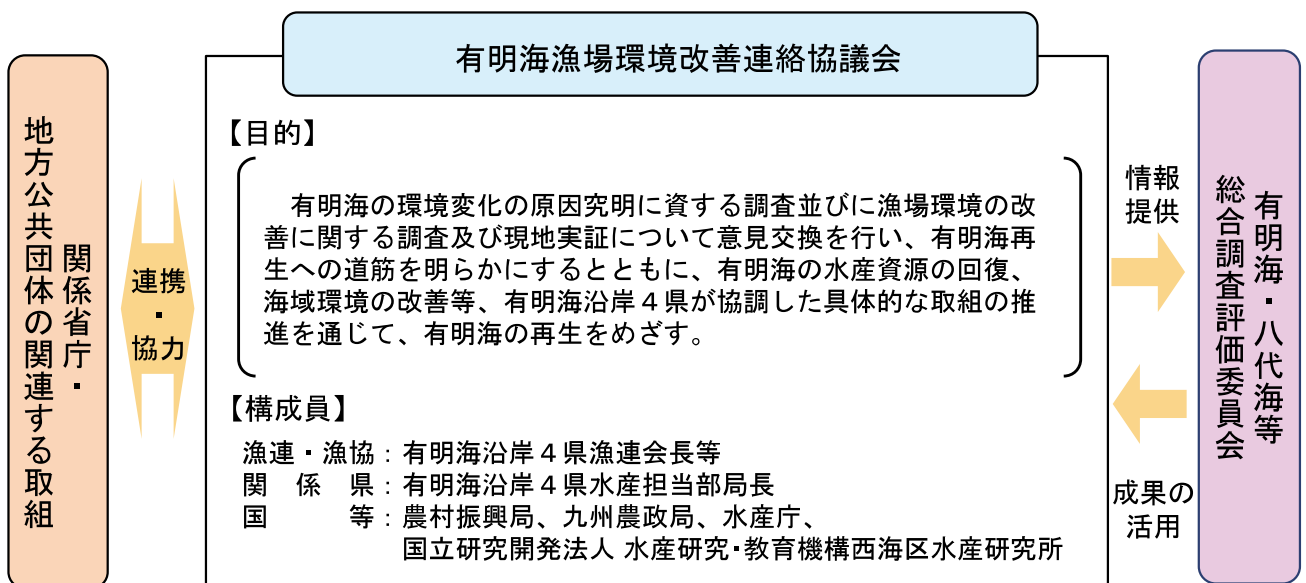 有明海漁場環境改善連絡協議会
関係省庁・
地方公共団体の関連する取組
連携
・
協力
【目的】
有明海の環境変化の原因究明に資する調査並びに漁場環境の改
善に関する調査及び現地実証について意見交換を行い、有明海再
生への道筋を明らかにするとともに、有明海の水産資源の回復、
海域環境の改善等、有明海沿岸４県が協調した具体的な取組の推
進を通じて、有明海の再生をめざす。
【構成員】
漁連・漁協：有明海沿岸４県漁連会長等
関　係　県：有明海沿岸４県水産担当部局長
国　　　等：農村振興局、九州農政局、水産庁、
国立研究開発法人 水産研究・教育機構西海区水産研究所
情報
提供
成果の
活用
有明海・八代海等
総合調査評価委員会